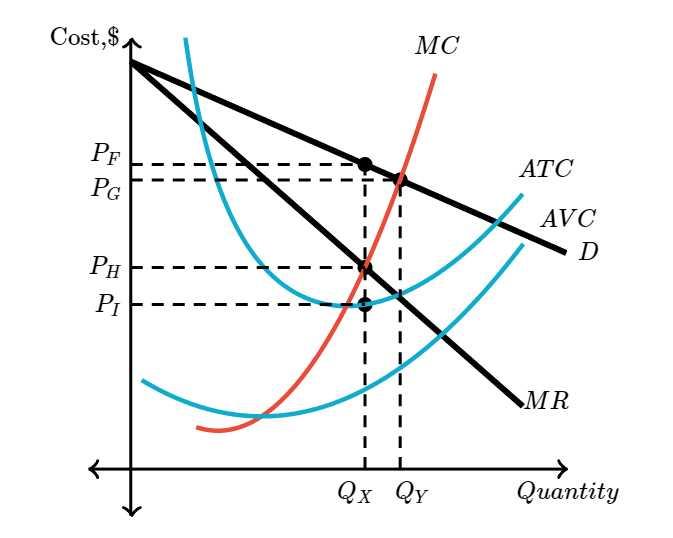 Cost,$
MC
P_F
P_G
ATC
AVC
D
P_H
P_I
MR
Q_X
Q_Y
Quantity